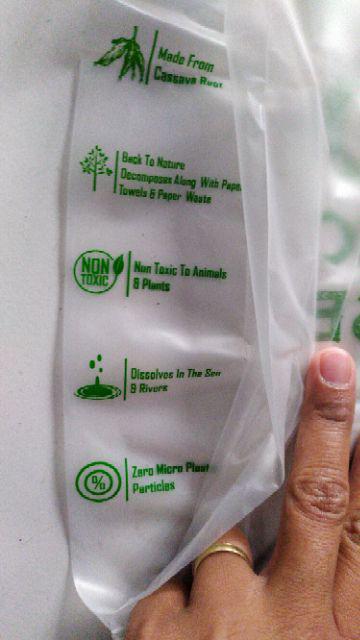 Made From
Cassava Root
Back To Nature
Decomposes Along With Paper
Towels & Paper Waste
NON
TOXIC
Non Toxic To Animals
& Plants
Dissolves In The Sea
& Rivers
%
Zero Micro Plast
Particles